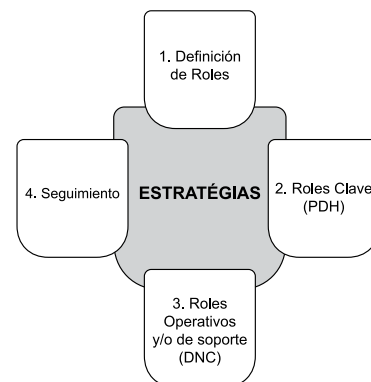 1. Definición
de Roles
4. Seguimiento
ESTRATÉGIAS
2. Roles Clave
(PDH)
3. Roles
Operativos
y/o de soporte
(DNC)